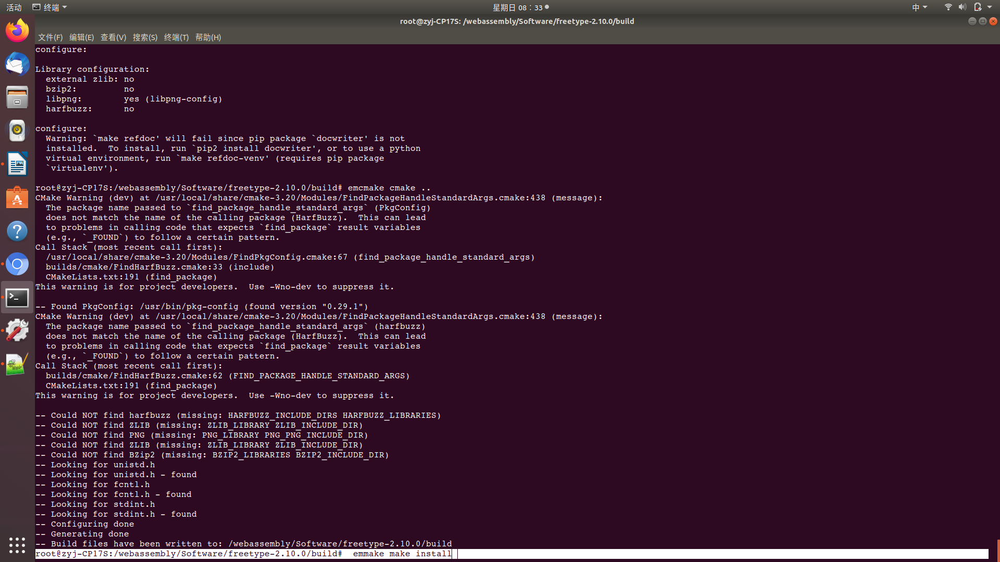 活动 终端 星期日 08：33 中
root@zyj-CP17S: /webassembly/Software/freetype-2.10.0/build
文件(F) 编辑(E) 查看(V) 搜索(S) 终端(T) 帮助(H)
configure:
Library configuration:
  external zlib: no
  bzip2:         no
  libpng:        yes (libpng-config)
  harfbuzz:      no
configure:
  Warning: `make refdoc' will fail since pip package `docwriter' is not
  installed.  To install, run `pip2 install docwriter', or to use a python
  virtual environment, run `make refdoc-venv' (requires pip package
  `virtualenv').
root@zyj-CP17S:/webassembly/Software/freetype-2.10.0/build# emcmake cmake ..
CMake Warning (dev) at /usr/local/share/cmake-3.20/Modules/FindPackageHandleStandardArgs.cmake:438 (message):
  The package name passed to `find_package_handle_standard_args` (PkgConfig)
  does not match the name of the calling package (HarfBuzz).  This can lead
  to problems in calling code that expects `find_package` result variables
  (e.g., `_FOUND`) to follow a certain pattern.
Call Stack (most recent call first):
  /usr/local/share/cmake-3.20/Modules/FindPkgConfig.cmake:67 (find_package_handle_standard_args)
  builds/cmake/FindHarfBuzz.cmake:33 (include)
  CMakeLists.txt:191 (find_package)
This warning is for project developers.  Use -Wno-dev to suppress it.
-- Found PkgConfig: /usr/bin/pkg-config (found version "0.29.1")
CMake Warning (dev) at /usr/local/share/cmake-3.20/Modules/FindPackageHandleStandardArgs.cmake:438 (message):
  The package name passed to `find_package_handle_standard_args` (harfbuzz)
  does not match the name of the calling package (HarfBuzz).  This can lead
  to problems in calling code that expects `find_package` result variables
  (e.g., `_FOUND`) to follow a certain pattern.
Call Stack (most recent call first):
  builds/cmake/FindHarfBuzz.cmake:62 (FIND_PACKAGE_HANDLE_STANDARD_ARGS)
  CMakeLists.txt:191 (find_package)
This warning is for project developers.  Use -Wno-dev to suppress it.
-- Could NOT find harfbuzz (missing: HARFBUZZ_INCLUDE_DIRS HARFBUZZ_LIBRARIES)
-- Could NOT find ZLIB (missing: ZLIB_LIBRARY ZLIB_INCLUDE_DIR)
-- Could NOT find PNG (missing: PNG_LIBRARY PNG_PNG_INCLUDE_DIR)
-- Could NOT find ZLIB (missing: ZLIB_LIBRARY ZLIB_INCLUDE_DIR)
-- Could NOT find BZip2 (missing: BZIP2_LIBRARIES BZIP2_INCLUDE_DIR)
-- Looking for unistd.h
-- Looking for unistd.h - found
-- Looking for fcntl.h
-- Looking for fcntl.h - found
-- Looking for stdint.h
-- Looking for stdint.h - found
-- Configuring done
-- Generating done
-- Build files have been written to: /webassembly/Software/freetype-2.10.0/build
root@zyj-CP17S:/webassembly/Software/freetype-2.10.0/build#  emmake make install